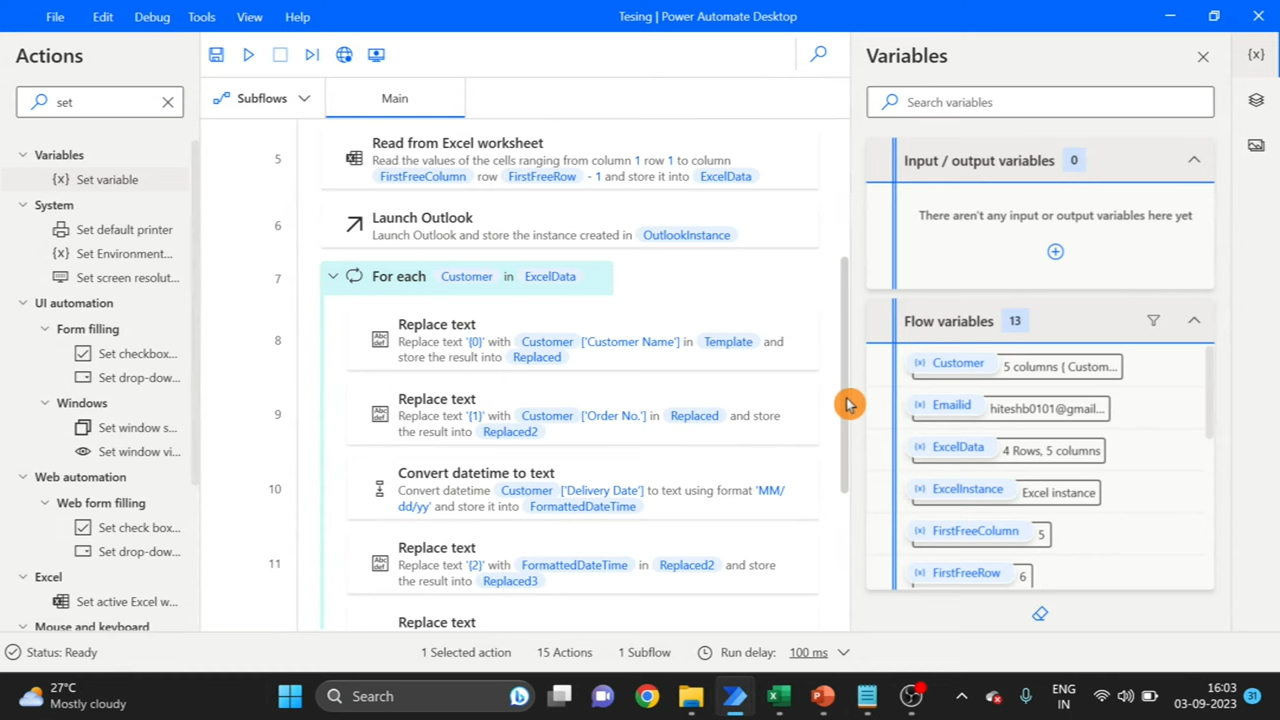 File Edit Debug Tools View Help
Tesing | Power Automate Desktop
Actions
set
Variables
{x} Set variable
System
Set default printer
{x} Set Environment...
Set screen resolut...
UI automation
Form filling
Set checkbox...
Set drop-dow...
Windows
Set window s...
Set window vi...
Web automation
Web form filling
Set check box...
Set drop-dow...
Excel
Set active Excel w...
Mouse and keyboard
Subflows
Main
5
Read from Excel worksheet
Read the values of the cells ranging from column 1 row 1 to column
FirstFreeColumn row FirstFreeRow - 1 and store it into ExcelData
6
Launch Outlook
Launch Outlook and store the instance created in OutlookInstance
7
For each Customer in ExcelData
8
Replace text
Replace text '{0}' with Customer ['Customer Name'] in Template and
store the result into Replaced
9
Replace text
Replace text '{1}' with Customer ['Order No.'] in Replaced and store
the result into Replaced2
10
Convert datetime to text
Convert datetime Customer ['Delivery Date'] to text using format 'MM/
dd/yy' and store it into FormattedDateTime
11
Replace text
Replace text '{2}' with FormattedDateTime in Replaced2 and store
the result into Replaced3
Replace text
Variables
{x}
Search variables
Input / output variables 0
There aren't any input or output variables here yet
Flow variables 13
{x} Customer 5 columns { Custom...
{x} Emailid hiteshb0101@gmail...
{x} ExcelData 4 Rows, 5 columns
{x} ExcelInstance Excel instance
{x} FirstFreeColumn 5
{x} FirstFreeRow 6
Status: Ready
1 Selected action
15 Actions
1 Subflow
Run delay: 100 ms
27°C
Mostly cloudy
Search
ENG
IN
16:03
03-09-2023
31